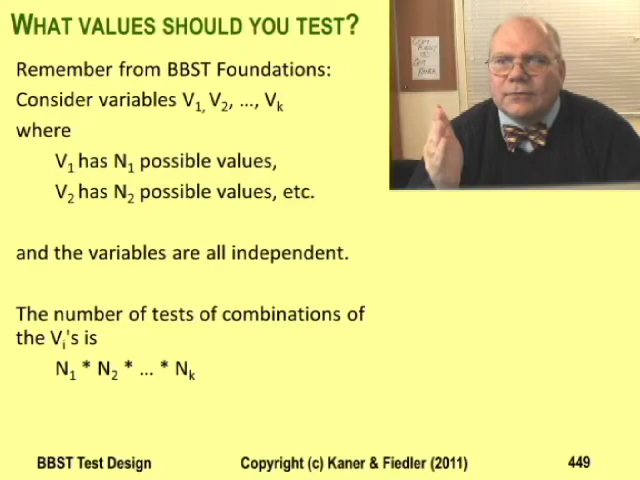 WHAT VALUES SHOULD YOU TEST?
Remember from BBST Foundations:
Consider variables V1, V2, ..., Vk
where
V1 has N1 possible values,
V2 has N2 possible values, etc.
and the variables are all independent.
The number of tests of combinations of
the Vi's is
N1 * N2 * ... * Nk
BBST Test Design
Copyright (c) Kaner & Fiedler (2011)
449